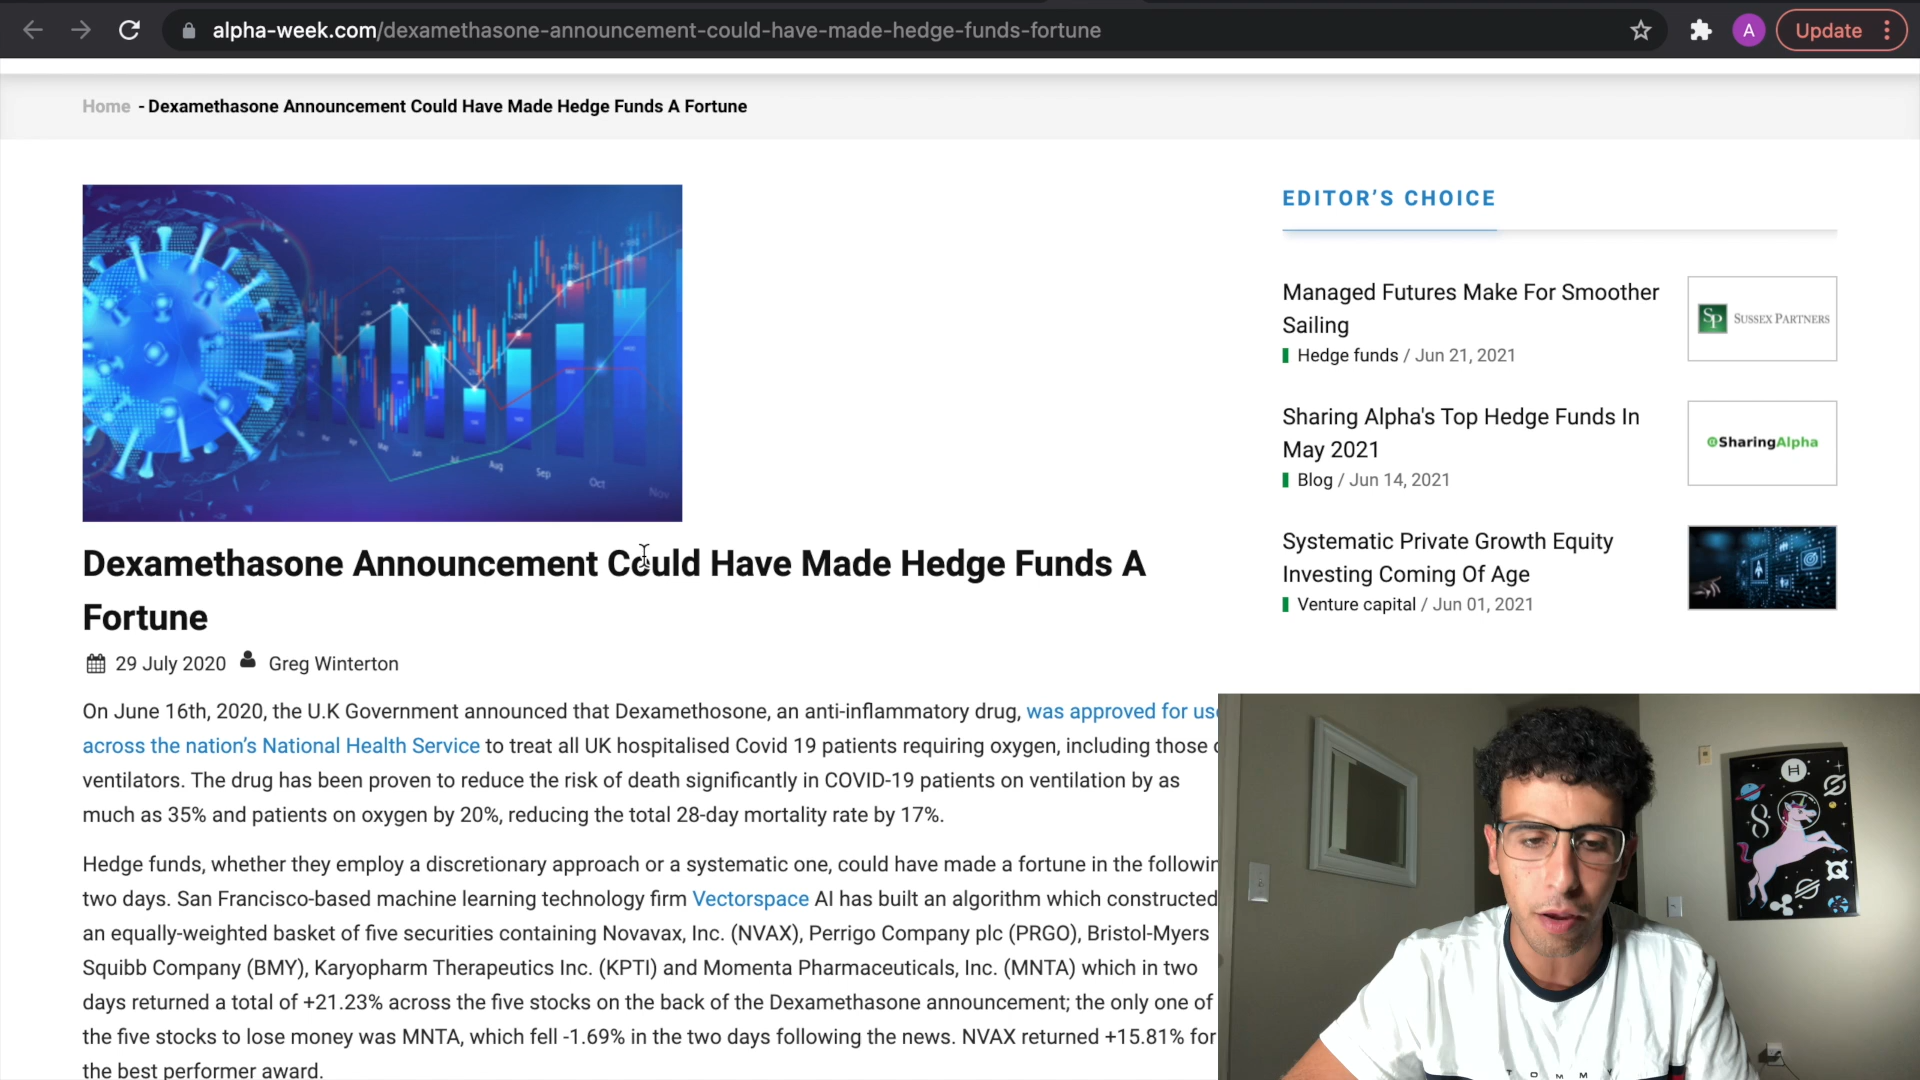 alpha-week.com/dexamethasone-announcement-could-have-made-hedge-funds-fortune
A
Update
Home - Dexamethasone Announcement Could Have Made Hedge Funds A Fortune
EDITOR'S CHOICE
Managed Futures Make For Smoother
Sailing
Hedge funds / Jun 21, 2021
SP SUSSEX PARTNERS
Sharing Alpha's Top Hedge Funds In
May 2021
Blog / Jun 14, 2021
SharingAlpha
Systematic Private Growth Equity
Investing Coming Of Age
Venture capital / Jun 01, 2021
Aug
Sep
Oct
Nov
Dexamethasone Announcement Could Have Made Hedge Funds A
Fortune
29 July 2020 Greg Winterton
On June 16th, 2020, the U.K Government announced that Dexamethosone, an anti-inflammatory drug, was approved for us
across the nation's National Health Service to treat all UK hospitalised Covid 19 patients requiring oxygen, including those
ventilators. The drug has been proven to reduce the risk of death significantly in COVID-19 patients on ventilation by as
much as 35% and patients on oxygen by 20%, reducing the total 28-day mortality rate by 17%.
Hedge funds, whether they employ a discretionary approach or a systematic one, could have made a fortune in the followin
two days. San Francisco-based machine learning technology firm Vectorspace AI has built an algorithm which constructed
an equally-weighted basket of five securities containing Novavax, Inc. (NVAX), Perrigo Company plc (PRGO), Bristol-Myers
Squibb Company (BMY), Karyopharm Therapeutics Inc. (KPTI) and Momenta Pharmaceuticals, Inc. (MNTA) which in two
days returned a total of +21.23% across the five stocks on the back of the Dexamethasone announcement; the only one of
the five stocks to lose money was MNTA, which fell -1.69% in the two days following the news. NVAX returned +15.81% for
the best performer award.
TOMMY